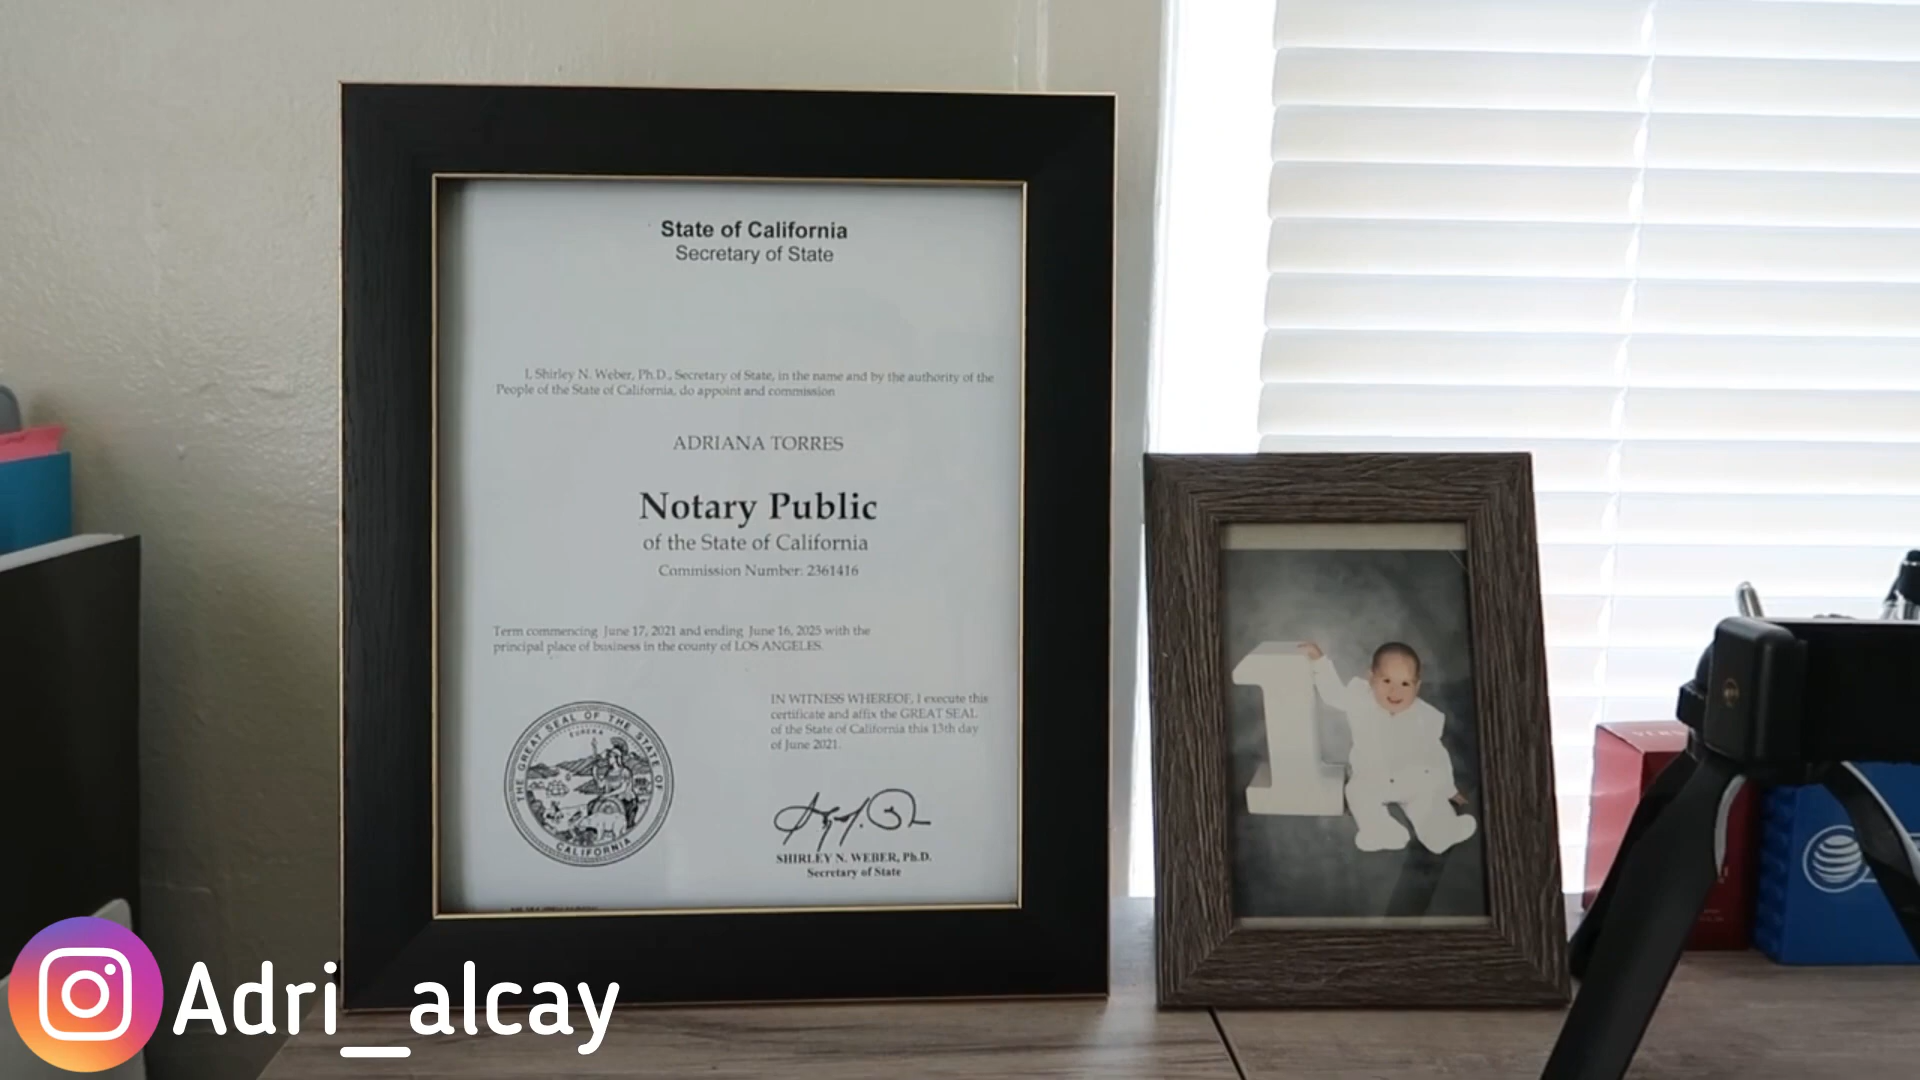 State of California
Secretary of State
I, Shirley N. Weber, Ph.D., Secretary of State, in the name and by the authority of the
People of the State of California, do appoint and commission
ADRIANA TORRES
Notary Public
of the State of California
Commission Number: 2361416
Term commencing June 17, 2021 and ending June 16, 2025 with the
principal place of business in the county of LOS ANGELES.
IN WITNESS WHEREOF, I execute this
certificate and affix the GREAT SEAL
of the State of California this 13th day
of June 2021.
THE GREAT SEAL OF THE STATE OF
EUREKA
CALIFORNIA
SHIRLEY N. WEBER, Ph.D.
Secretary of State
1
Adri_alcay